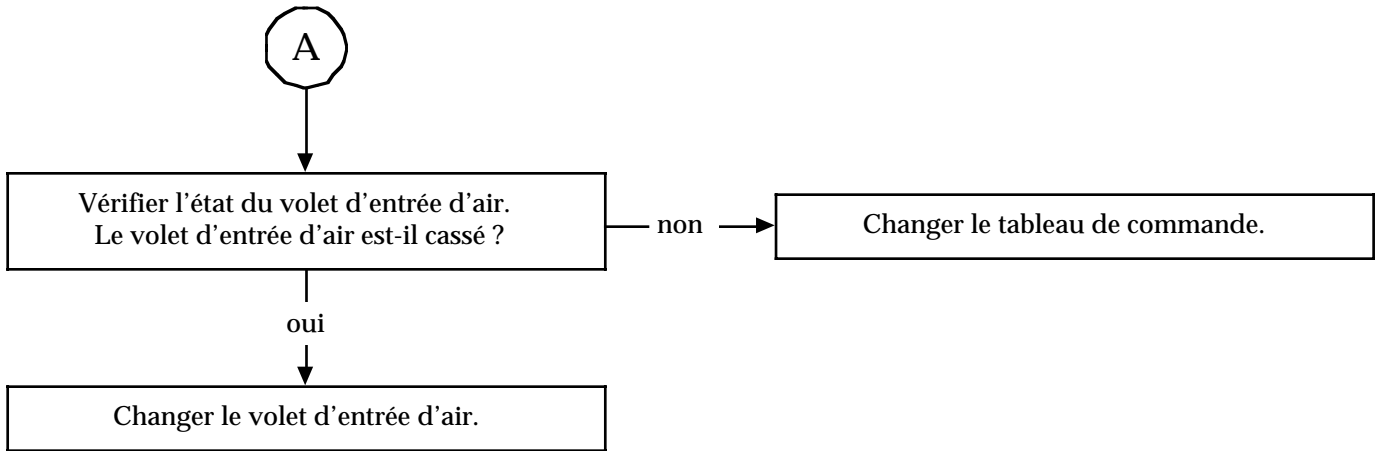 A
Vérifier l’état du volet d’entrée d’air.
Le volet d’entrée d’air est-il cassé ?
non
Changer le tableau de commande.
oui
Changer le volet d’entrée d’air.